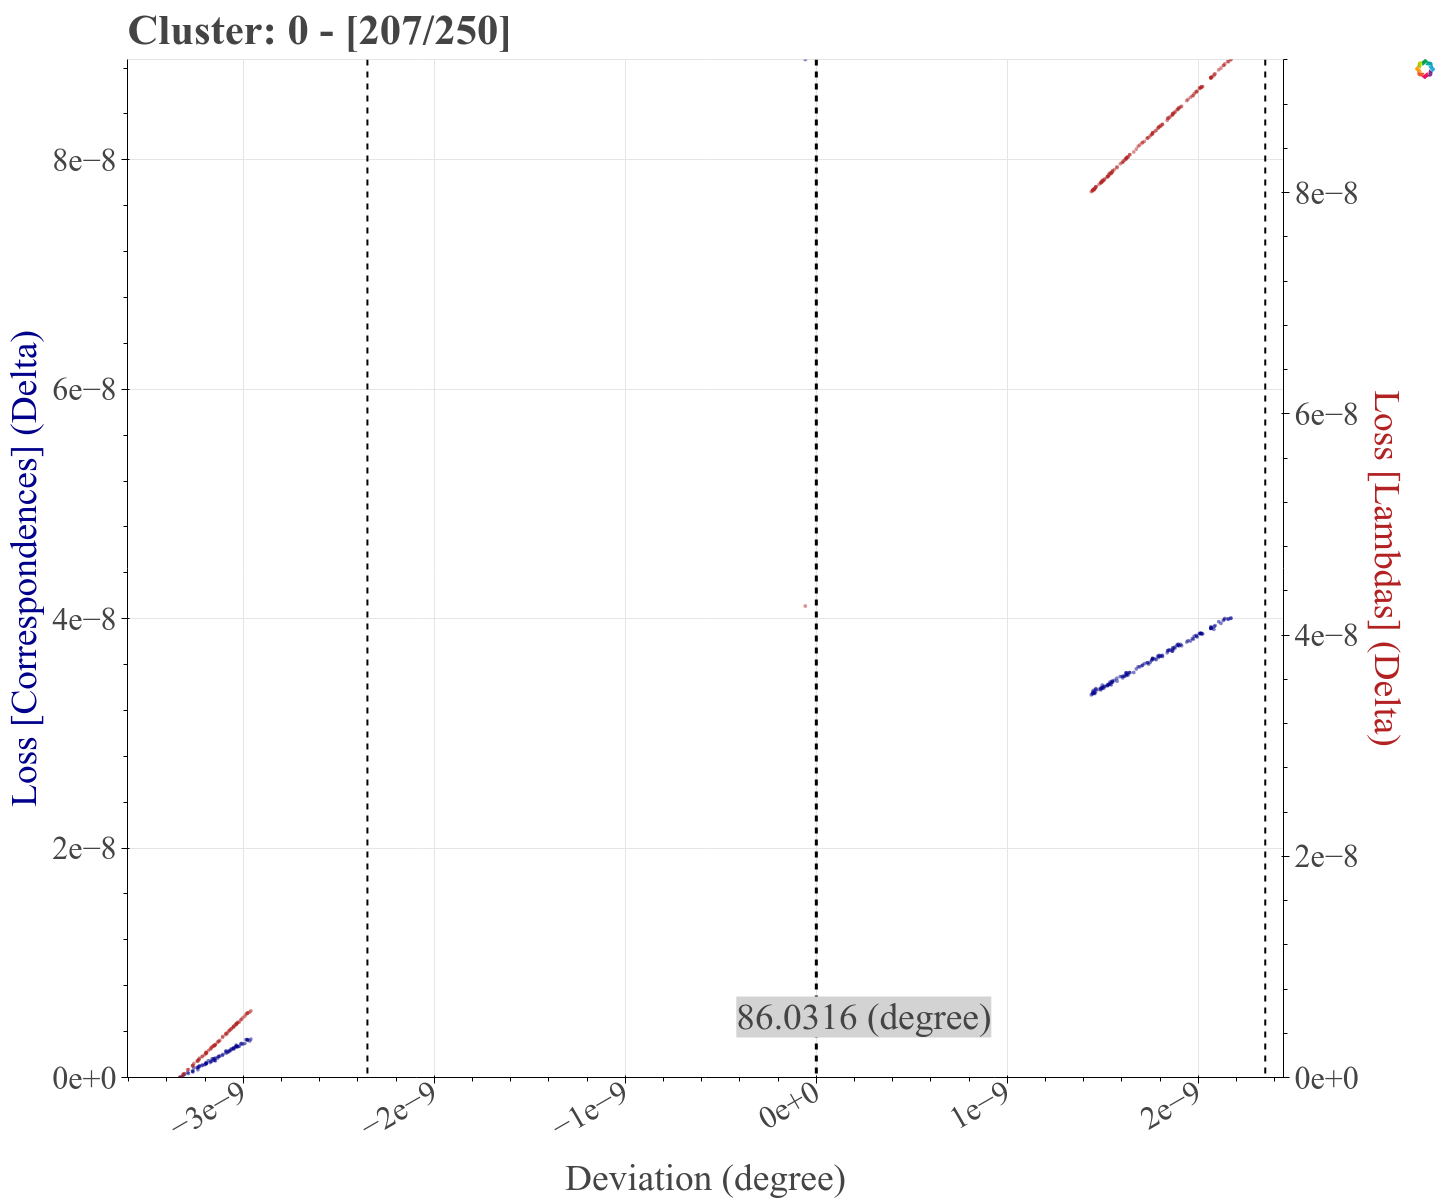 Cluster: 0 - [207/250]
Loss [Correspondences] (Delta)
8e−8
6e−8
4e−8
2e−8
0e+0
8e−8
6e−8
4e−8
2e−8
0e+0
Loss [Lambdas] (Delta)
86.0316 (degree)
−3e−9
−2e−9
−1e−9
0e+0
1e−9
2e−9
Deviation (degree)